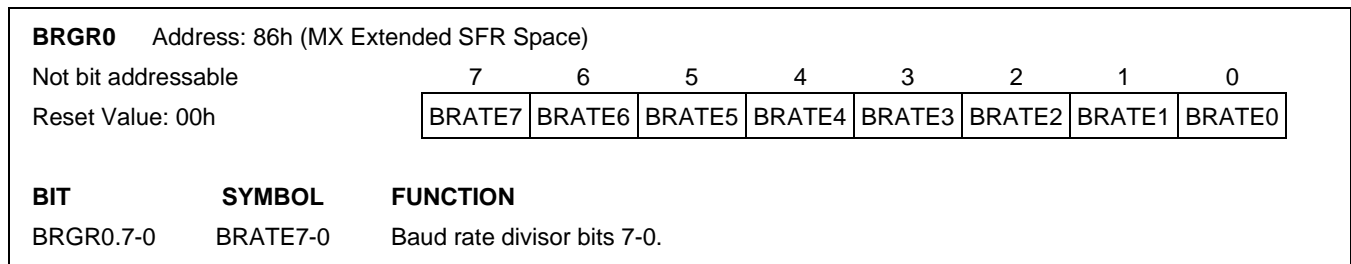 BRGR0 Address: 86h (MX Extended SFR Space)
Not bit addressable 7 6 5 4 3 2 1 0
Reset Value: 00h BRATE7 BRATE6 BRATE5 BRATE4 BRATE3 BRATE2 BRATE1 BRATE0
BIT SYMBOL FUNCTION
BRGR0.7-0 BRATE7-0 Baud rate divisor bits 7-0.